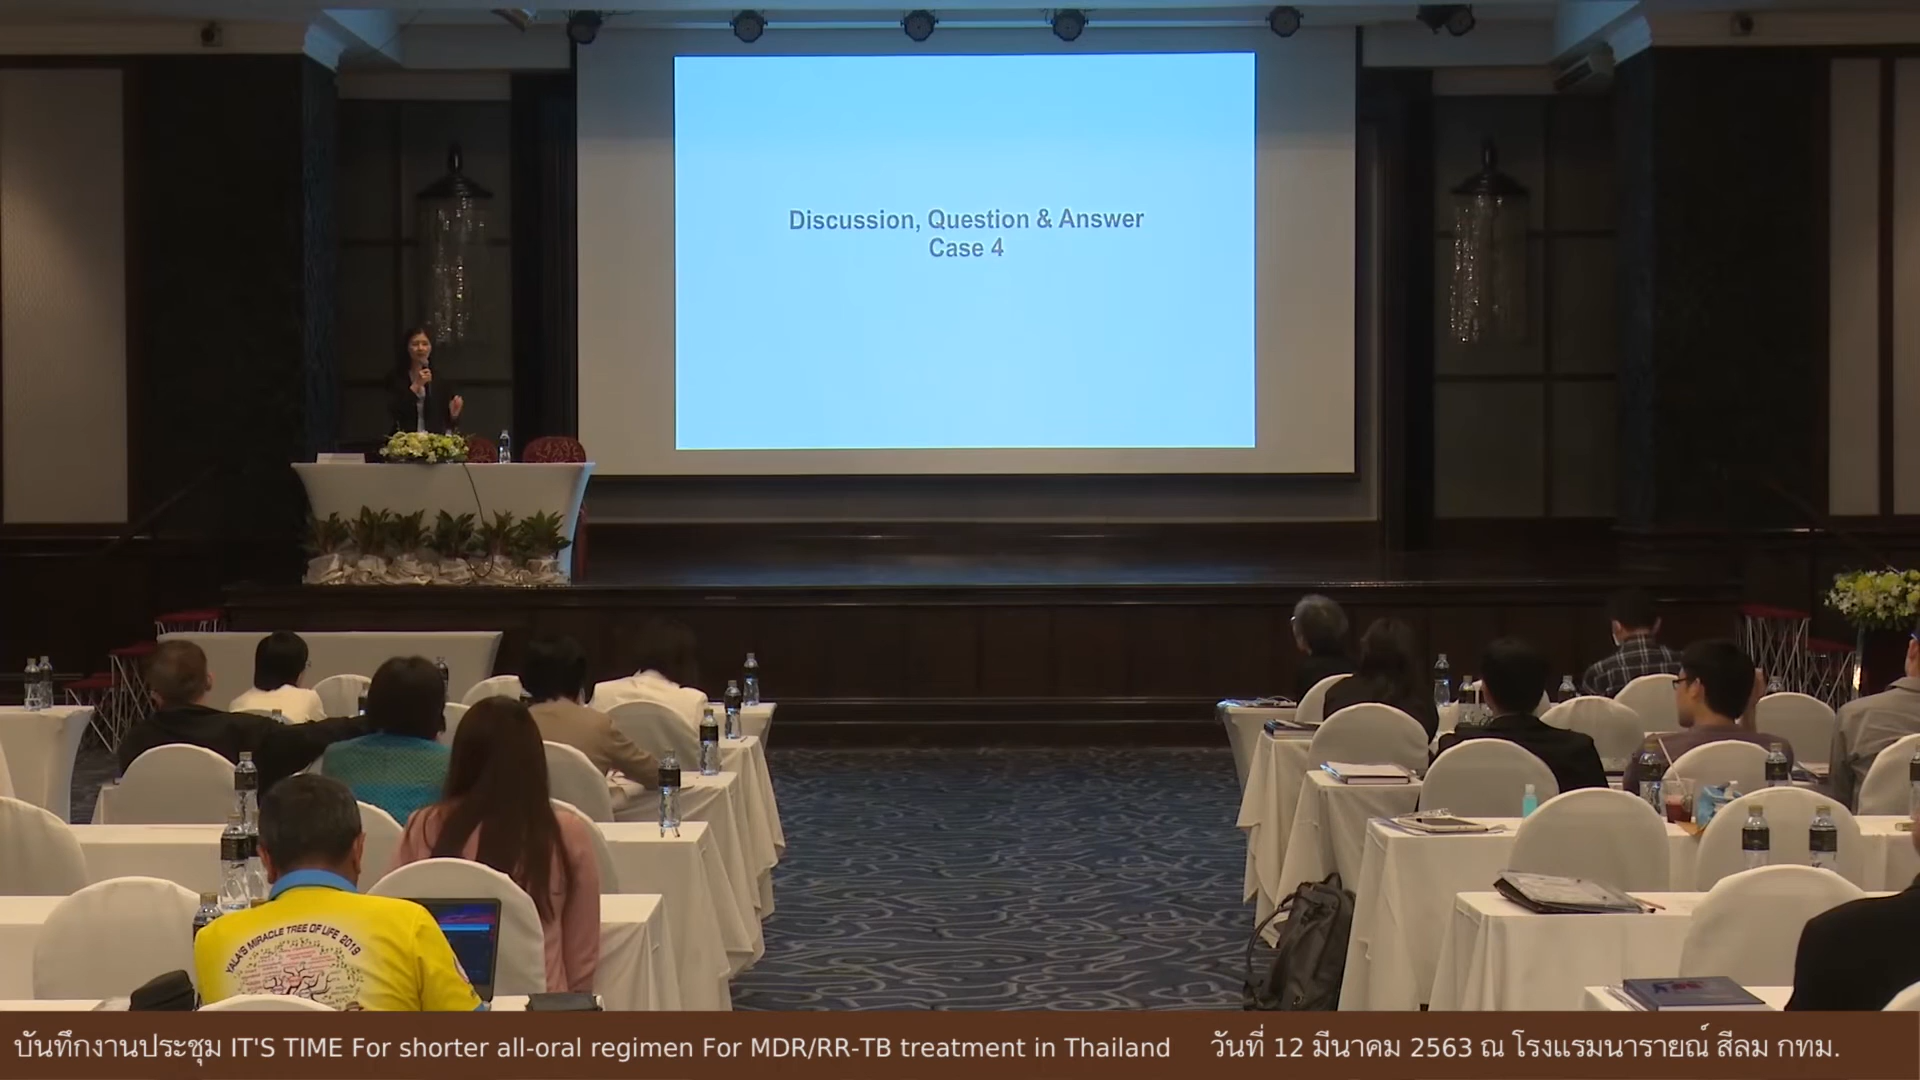 Discussion, Question & Answer
Case 4
YALA'S MIRACLE TREE OF LIFE 2019
บันทึกงานประชุม IT'S TIME For shorter all-oral regimen For MDR/RR-TB treatment in Thailand วันที่ 12 มีนาคม 2563 ณ โรงแรมนารายณ์ สีลม กทม.